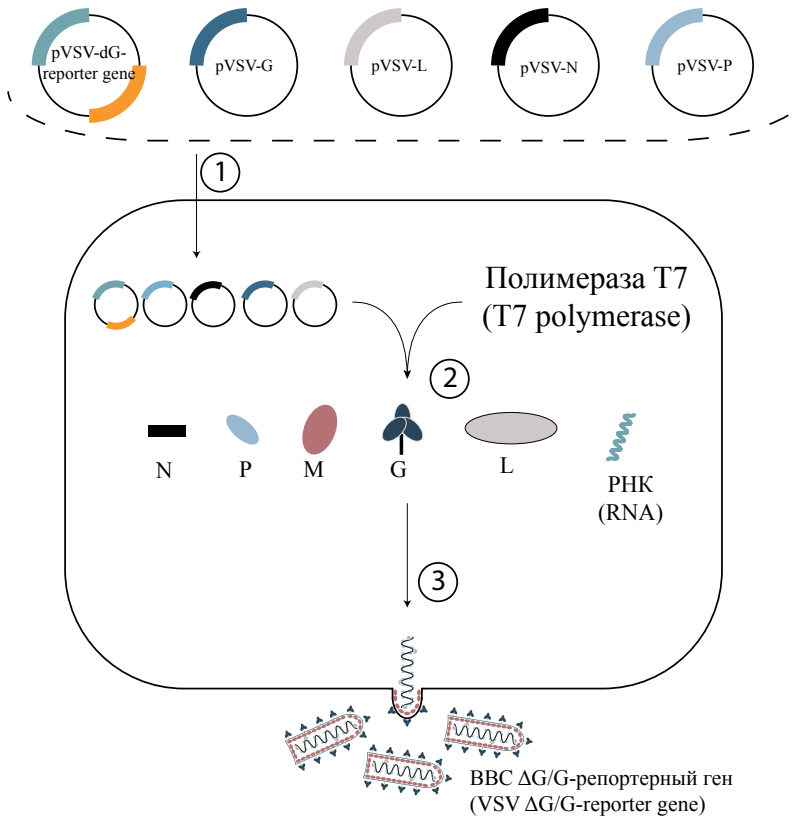 pVSV-dG-
reporter gene
pVSV-G
pVSV-L
pVSV-N
pVSV-P
1
Полимераза T7
(T7 polymerase)
2
N
P
M
G
L
РНК
(RNA)
3
ВВС ΔG/G-репортерный ген
(VSV ΔG/G-reporter gene)